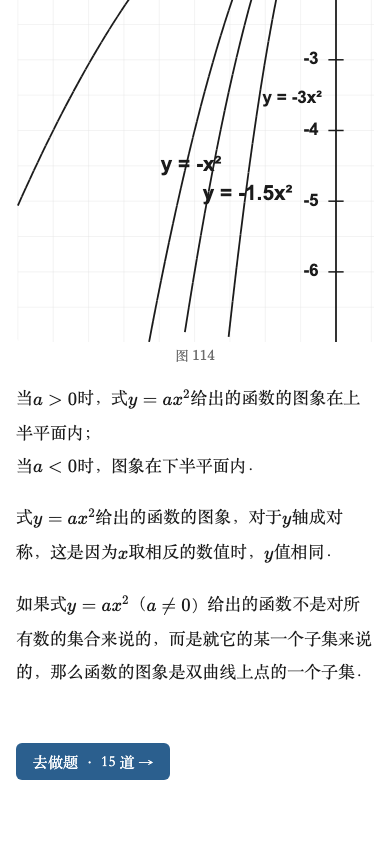 -3
y = -3x²
-4
y = -x²
y = -1.5x²
-5
-6
图 114
当a > 0时，式y = ax²给出的函数的图象在上
半平面内；
当a < 0时，图象在下半平面内．
式y = ax²给出的函数的图象，对于y轴成对
称，这是因为x取相反的数值时，y值相同．
如果式y = ax²（a ≠ 0）给出的函数不是对所
有数的集合来说的，而是就它的某一个子集来说
的，那么函数的图象是双曲线上点的一个子集．
去做题 · 15 道 →